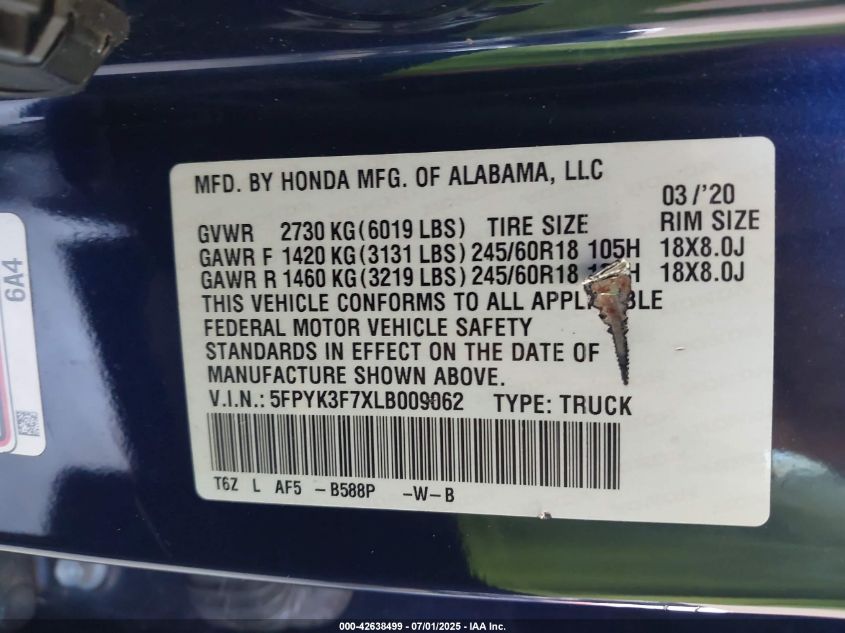 MFD. BY HONDA MFG. OF ALABAMA, LLC
03/'20
GVWR 2730 KG(6019 LBS) TIRE SIZE RIM SIZE
GAWR F 1420 KG(3131 LBS) 245/60R18 105H 18X8.0J
GAWR R 1460 KG(3219 LBS) 245/60R18 18X8.0J
THIS VEHICLE CONFORMS TO ALL
FEDERAL MOTOR VEHICLE SAFETY
STANDARDS IN EFFECT ON THE DATE OF
MANUFACTURE SHOWN ABOVE.
V.I.N.: 5FPYK3F7XLB009062 TYPE: TRUCK
T6Z L AF5 -B588P -W-B
6A4
000-42638499 - 07/01/2025 - IAA Inc.